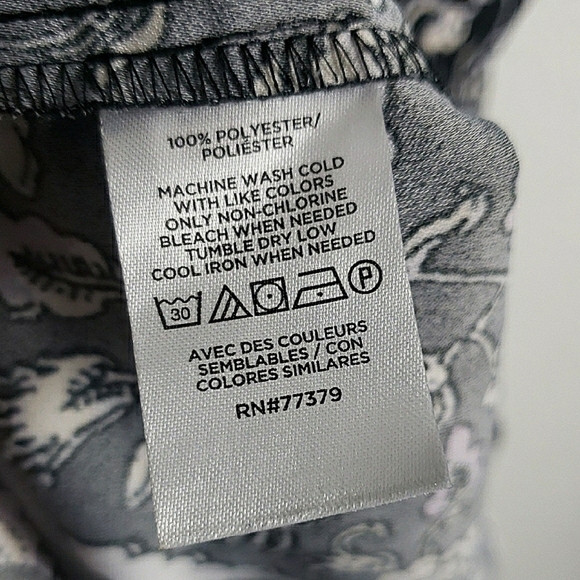 100% POLYESTER/
POLIÉSTER
MACHINE WASH COLD
WITH LIKE COLORS
ONLY NON-CHLORINE
BLEACH WHEN NEEDED
TUMBLE DRY LOW
COOL IRON WHEN NEEDED
30 P
AVEC DES COULEURS
SEMBLABLES / CON
COLORES SIMILARES
RN#77379